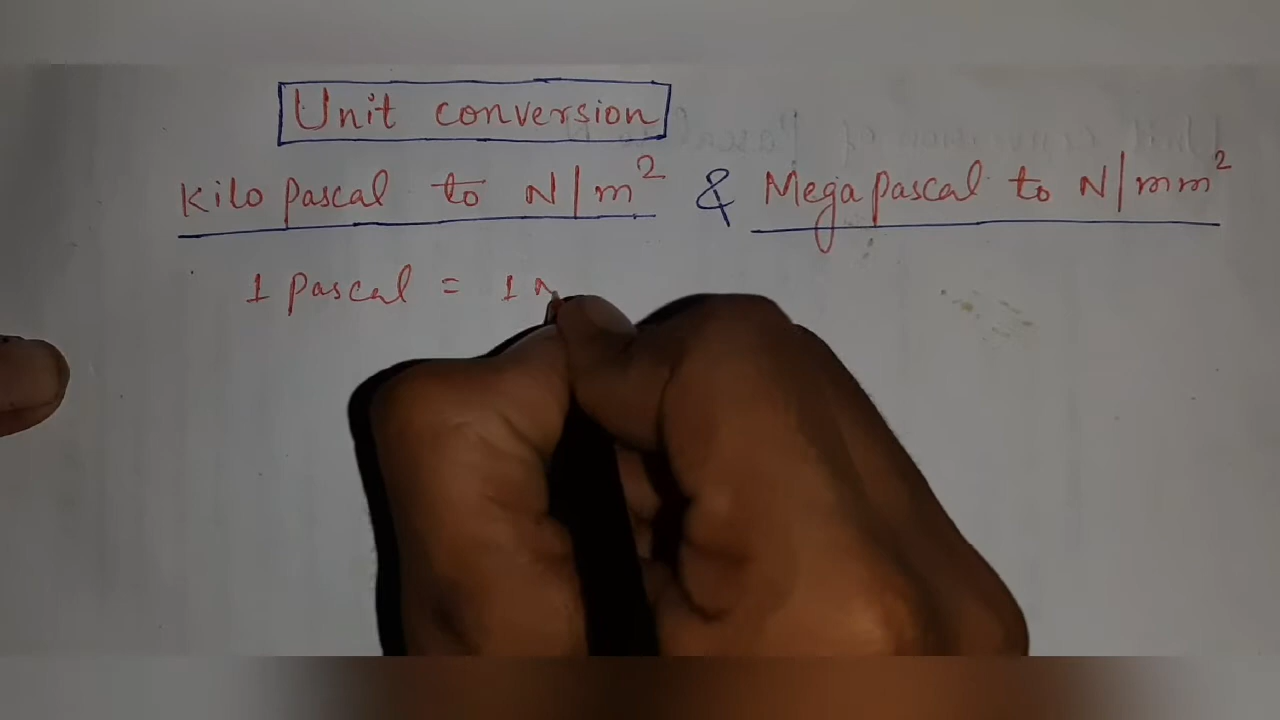 Unit conversion
Kilo pascal to N/m² & Mega pascal to N/mm²
1 pascal = 1 N